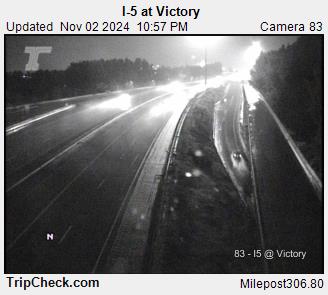 I-5 at Victory
Updated Nov 02 2024 10:57 PM Camera 83
N
83 - I5 @ Victory
TripCheck.com Milepost306.80